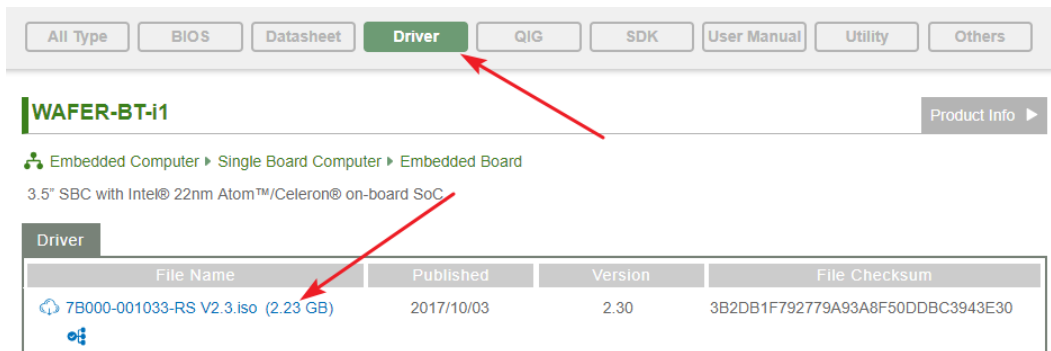 All Type BIOS Datasheet Driver QIG SDK User Manual Utility Others
WAFER-BT-i1
Product Info
Embedded Computer Single Board Computer Embedded Board
3.5" SBC with Intel® 22nm Atom™/Celeron® on-board SoC
Driver
File Name Published Version File Checksum
7B000-001033-RS V2.3.iso (2.23 GB) 2017/10/03 2.30 3B2DB1F792779A93A8F50DDBC3943E30